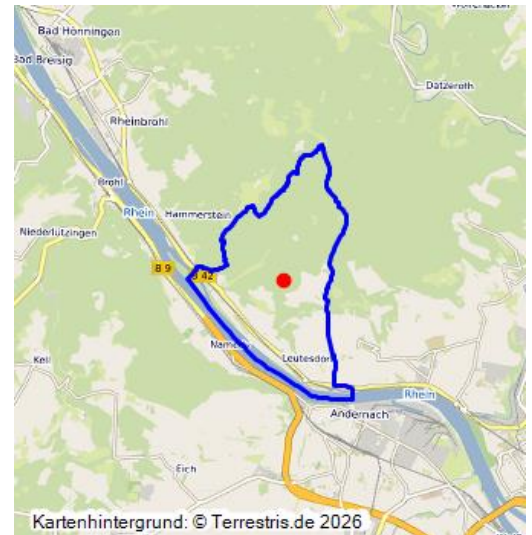 Bad Hönningen
Bad Breisig
Datzeroth
Rheinbrohl
Brohl
Rhein
Hammerstein
Niederlützingen
B 9
B 42
Kell
Leutesdorf
Rhein
Andernach
Eich
Kartenhintergrund: © Terrestris.de 2026